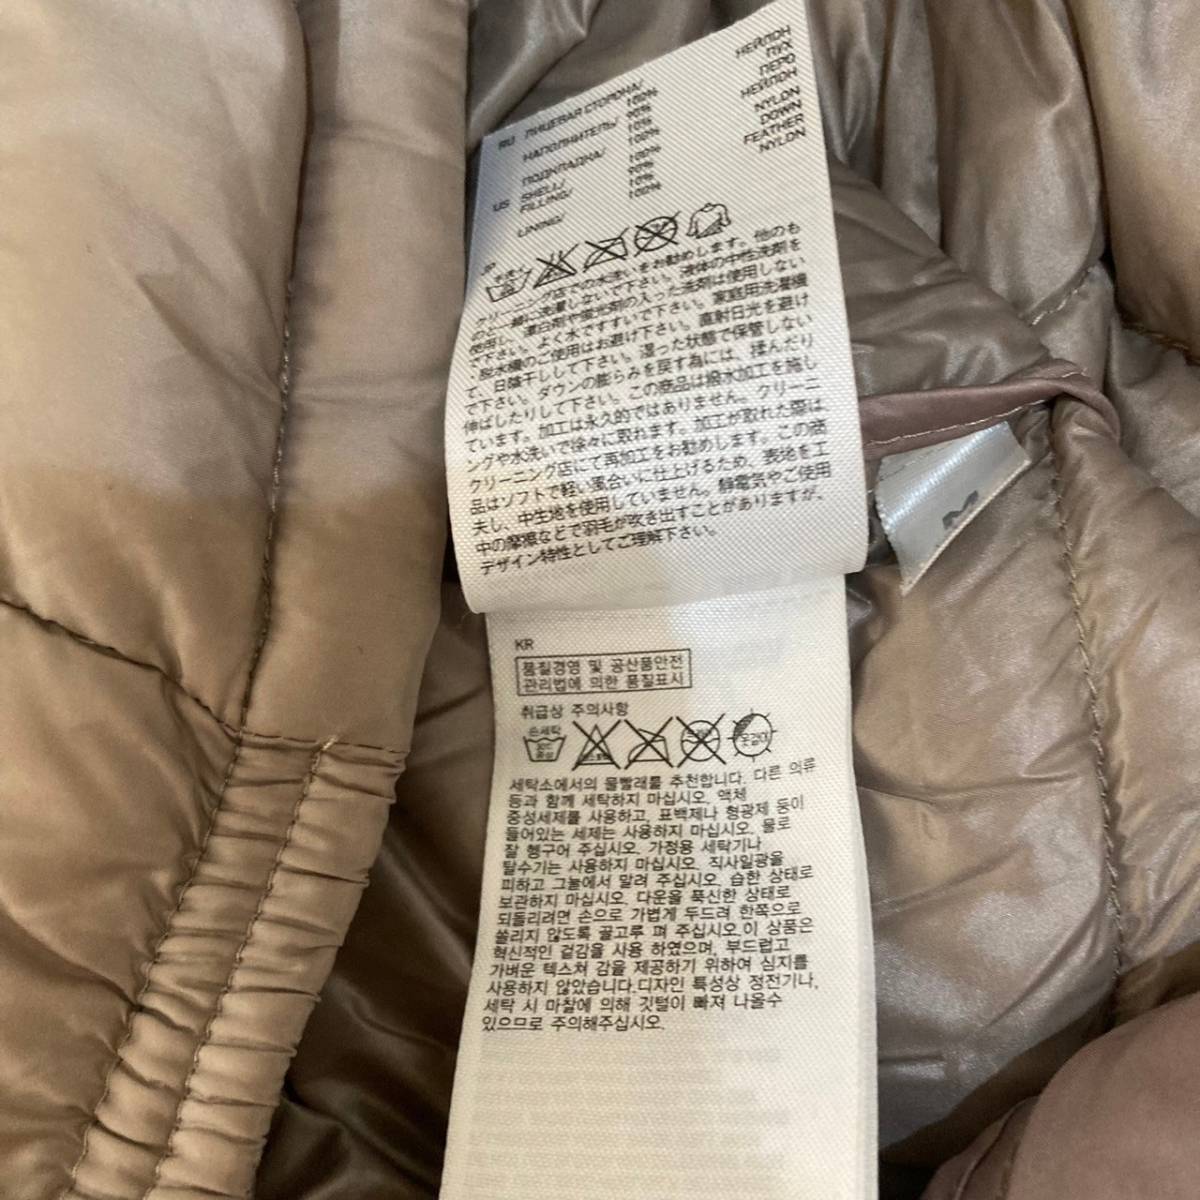 RU ЛИЦЕВАЯ СТОРОНА/ 100% НЕЙЛОН
НАПОЛНИТЕЛЬ/ 90% ПУХ
10% ПЕРО
ПОДКЛАДКА/ 100% НЕЙЛОН
US SHELL/ 100% NYLON
FILLING/ 90% DOWN
10% FEATHER
LINING/ 100% NYLON
JP
クリーニング店での水洗いをお勧めします。他のも
のと一緒に洗濯しないで下さい。液体の中性洗剤を
使用し、漂白剤や蛍光剤の入った洗剤は使用しない
下さい。よく水ですすいで下さい。家庭用洗濯機
、脱水機のご使用はお避け下さい。直射日光を避け
て、日陰干しして下さい。湿った状態で保管しない
で下さい。ダウンの膨らみを戻す為には、揉んだり
伸ばしたりして下さい。この商品は撥水加工を施し
ています。加工は永久的ではありません。クリーニ
ングや水洗いで徐々に取れます。加工が取れた際は
クリーニング店にて再加工をお勧めします。この商
品はソフトで軽い風合いに仕上げるため、表地を工
夫し、中生地を使用していません。静電気やご使用
中の摩擦などで羽毛が吹き出すことがありますが、
デザイン特性としてご理解下さい。
M
KR
품질경영 및 공산품안전
관리법에 의한 품질표시
취급상 주의사항
손세탁
세탁소에서의 물빨래를 추천합니다. 다른 의류
등과 함께 세탁하지 마십시오. 액체
중성세제를 사용하고, 표백제나 형광제 등이
들어있는 세제는 사용하지 마십시오. 물로
잘 헹구어 주십시오. 가정용 세탁기나
탈수기는 사용하지 마십시오. 직사일광을
피하고 그늘에서 말려 주십시오. 습한 상태로
보관하지 마십시오. 다운을 푹신한 상태로
되돌리려면 손으로 가볍게 두드려 한쪽으로
쏠리지 않도록 골고루 펴 주십시오.이 상품은
혁신적인 겉감을 사용 하였으며, 부드럽고
가벼운 텍스쳐 감을 제공하기 위하여 심지를
사용하지 않았습니다.디자인 특성상 정전기나,
세탁 시 마찰에 의해 깃털이 빠져 나올수
있으므로 주의해주십시오.